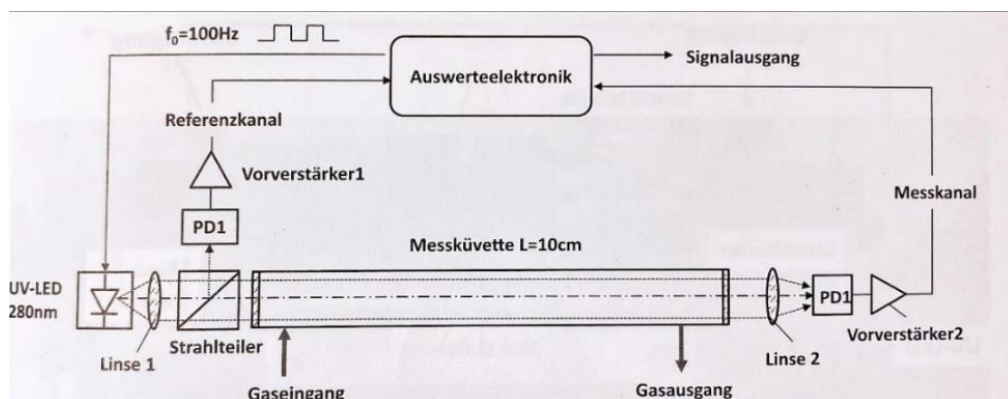 f₀=100Hz
Auswerteelektronik
Signalausgang
Referenzkanal
Vorverstärker1
Messkanal
PD1
Messküvette L=10cm
UV-LED
280nm
PD1
Linse 1
Strahlteiler
Linse 2
Vorverstärker2
Gaseingang
Gasausgang